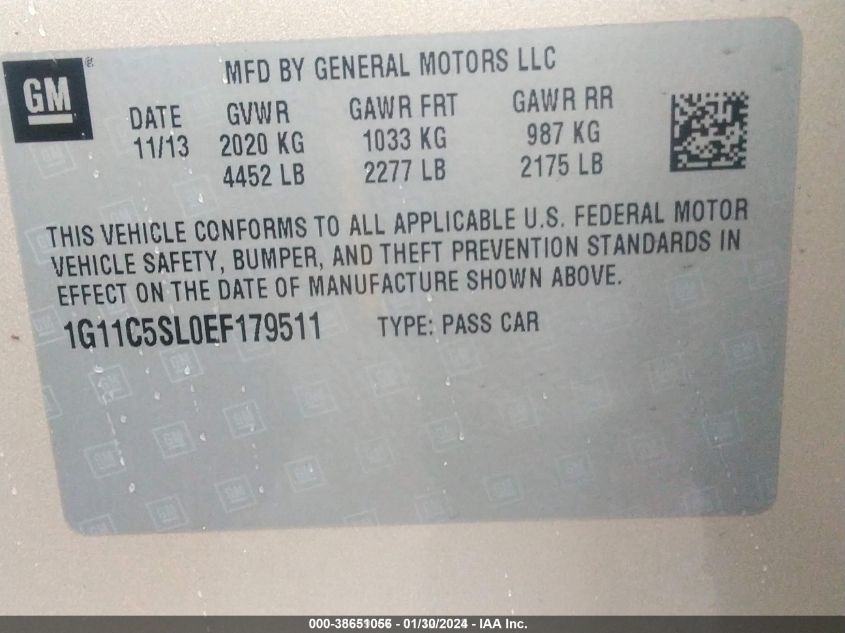 GM
®
MFD BY GENERAL MOTORS LLC
DATE GVWR GAWR FRT GAWR RR
11/13 2020 KG 1033 KG 987 KG
4452 LB 2277 LB 2175 LB
THIS VEHICLE CONFORMS TO ALL APPLICABLE U.S. FEDERAL MOTOR
VEHICLE SAFETY, BUMPER, AND THEFT PREVENTION STANDARDS IN
EFFECT ON THE DATE OF MANUFACTURE SHOWN ABOVE.
1G11C5SL0EF179511 TYPE: PASS CAR
000-38651056 - 01/30/2024 - IAA Inc.